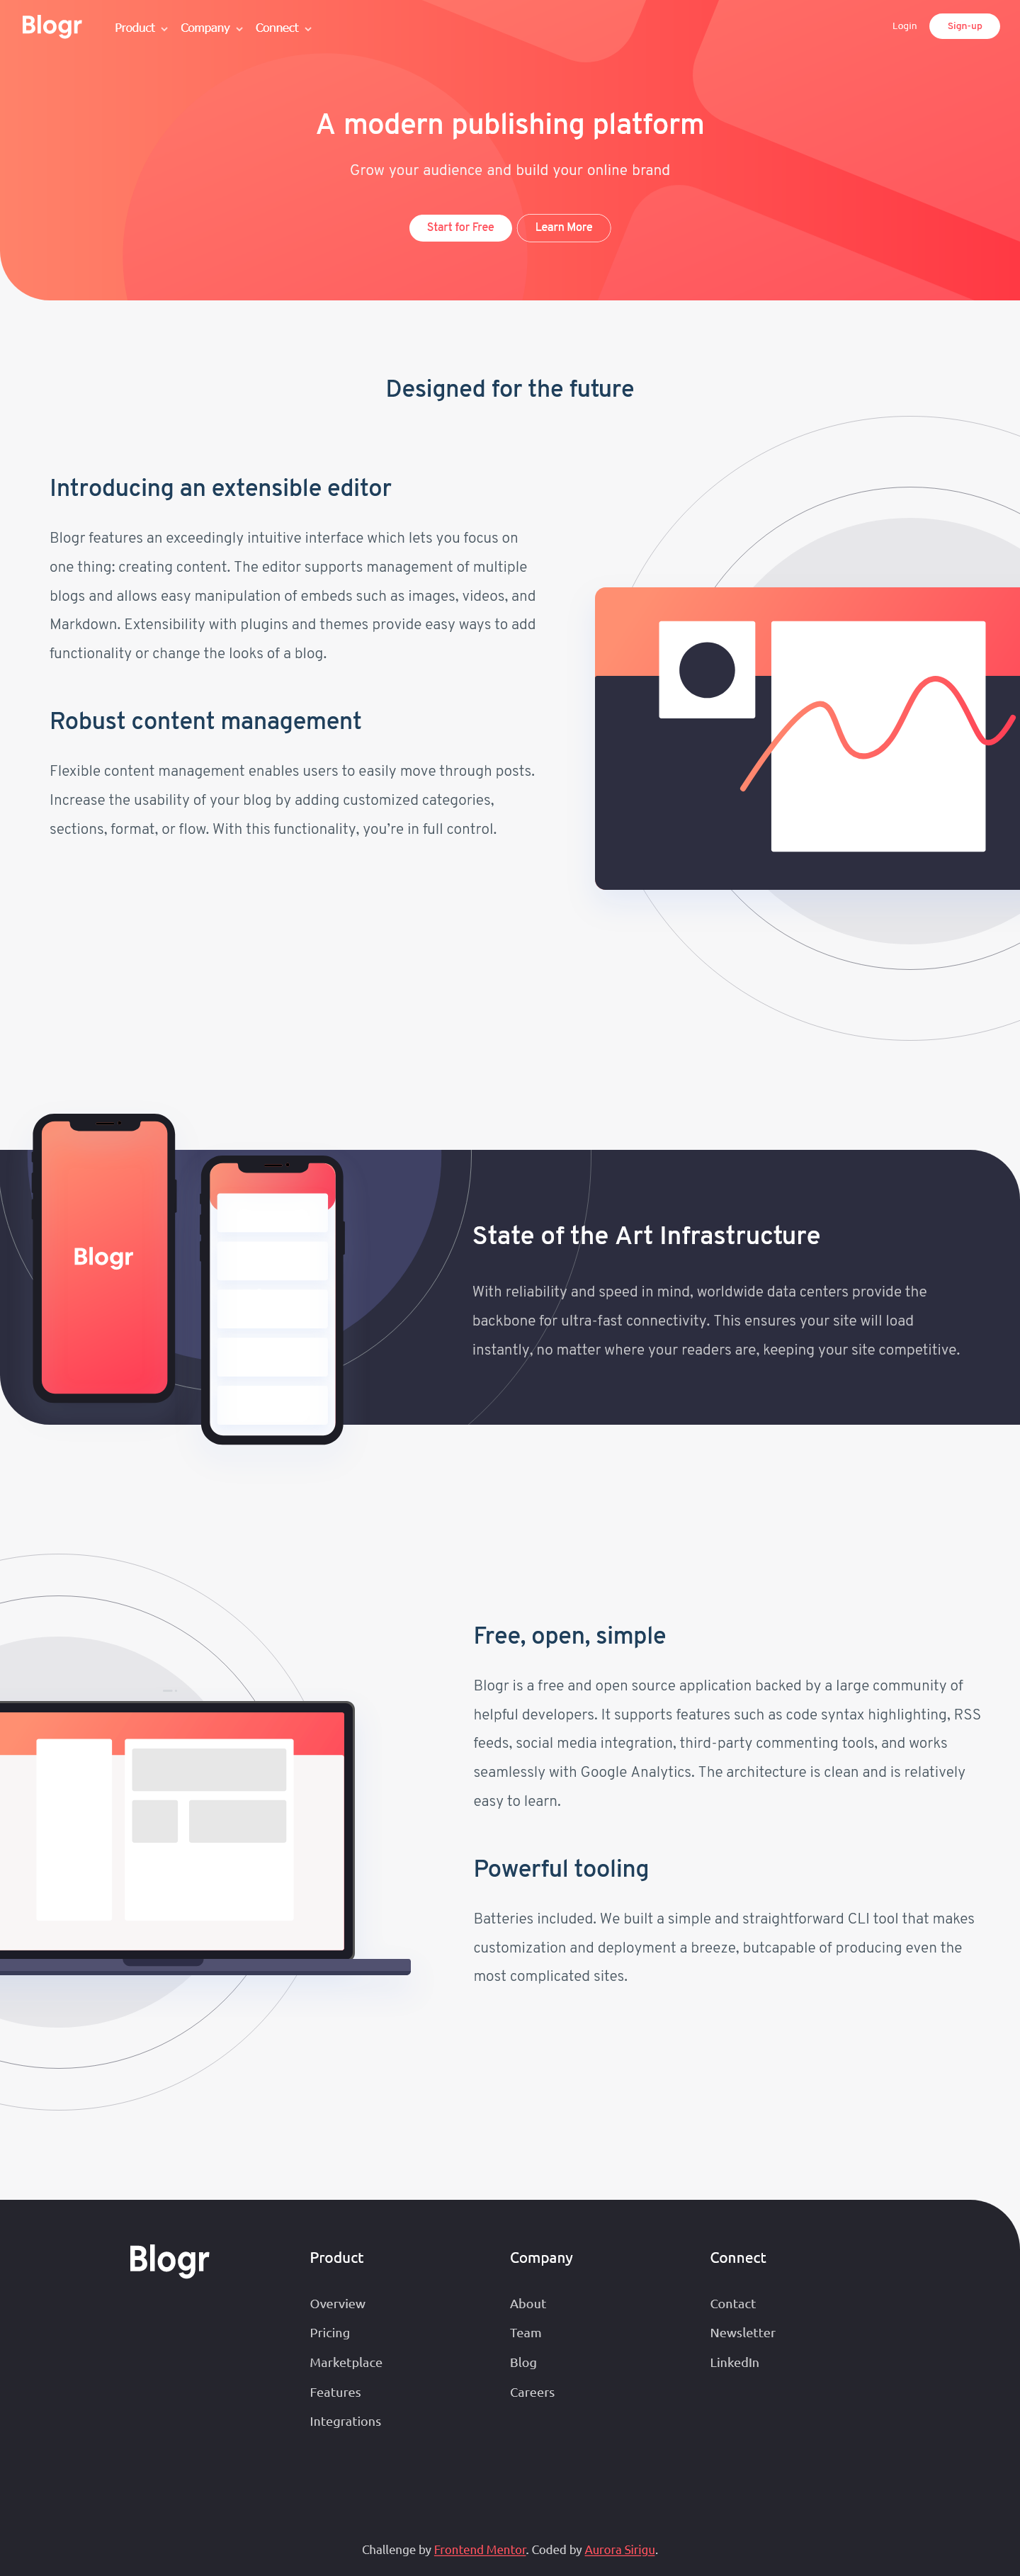 Blogr
Product
Company
Connect
Login
Sign-up
A modern publishing platform
Grow your audience and build your online brand
Start for Free
Learn More
Designed for the future
Introducing an extensible editor
Blogr features an exceedingly intuitive interface which lets you focus on
one thing: creating content. The editor supports management of multiple
blogs and allows easy manipulation of embeds such as images, videos, and
Markdown. Extensibility with plugins and themes provide easy ways to add
functionality or change the looks of a blog.
Robust content management
Flexible content management enables users to easily move through posts.
Increase the usability of your blog by adding customized categories,
sections, format, or flow. With this functionality, you’re in full control.
Blogr
State of the Art Infrastructure
With reliability and speed in mind, worldwide data centers provide the
backbone for ultra-fast connectivity. This ensures your site will load
instantly, no matter where your readers are, keeping your site competitive.
Free, open, simple
Blogr is a free and open source application backed by a large community of
helpful developers. It supports features such as code syntax highlighting, RSS
feeds, social media integration, third-party commenting tools, and works
seamlessly with Google Analytics. The architecture is clean and is relatively
easy to learn.
Powerful tooling
Batteries included. We built a simple and straightforward CLI tool that makes
customization and deployment a breeze, butcapable of producing even the
most complicated sites.
Blogr
Product
Overview
Pricing
Marketplace
Features
Integrations
Company
About
Team
Blog
Careers
Connect
Contact
Newsletter
LinkedIn
Challenge by Frontend Mentor. Coded by Aurora Sirigu.